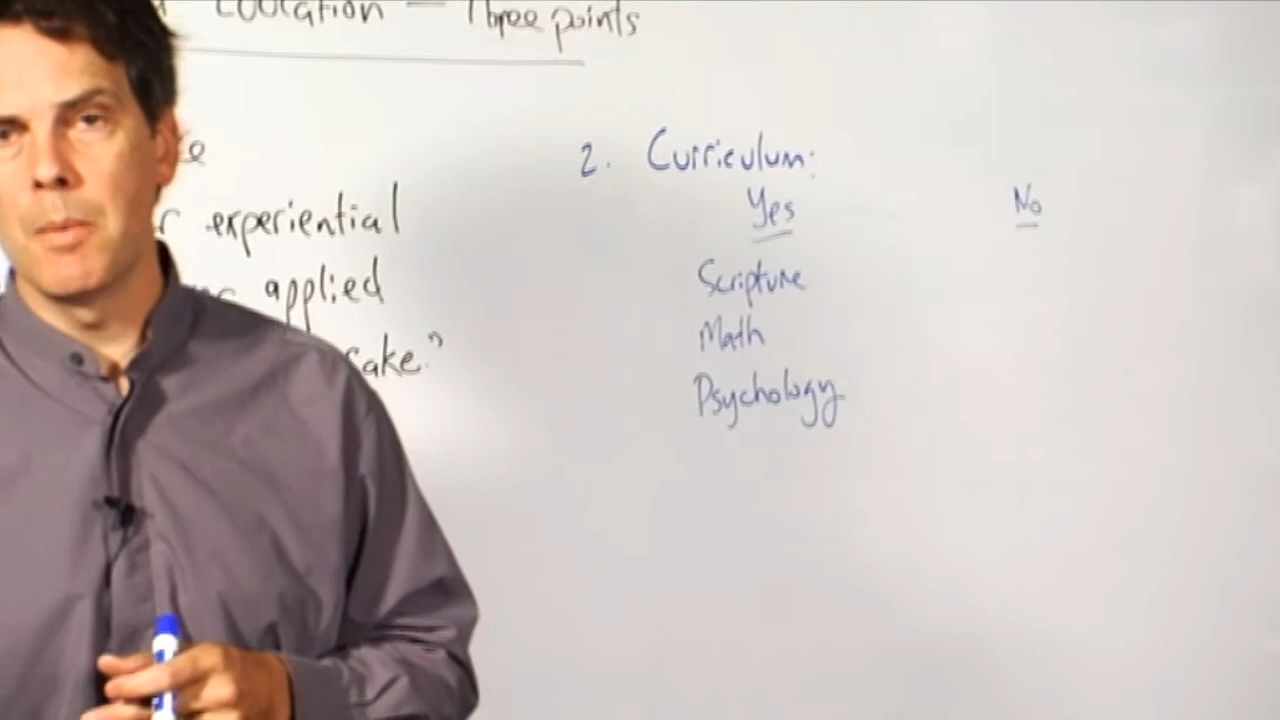 Education — Three points
experiential
applied
sake."
2. Curriculum:
Yes No
Scripture
Math
Psychology